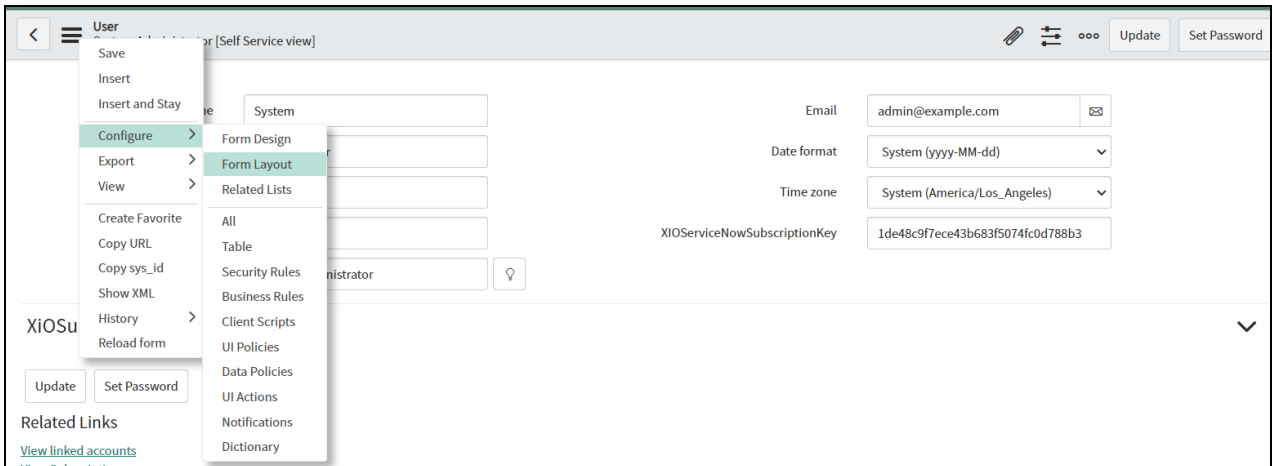 User
[Self Service view]
Update
Set Password
Save
Insert
Insert and Stay
Configure
Export
View
Create Favorite
Copy URL
Copy sys_id
Show XML
History
Reload form
Form Design
Form Layout
Related Lists
All
Table
Security Rules
Business Rules
Client Scripts
UI Policies
Data Policies
UI Actions
Notifications
Dictionary
System
Email
admin@example.com
Date format
System (yyyy-MM-dd)
Time zone
System (America/Los_Angeles)
XIOServiceNowSubscriptionKey
1de48c9f7ece43b683f5074fc0d788b3
nistrator
XiOSu
Update
Set Password
Related Links
View linked accounts